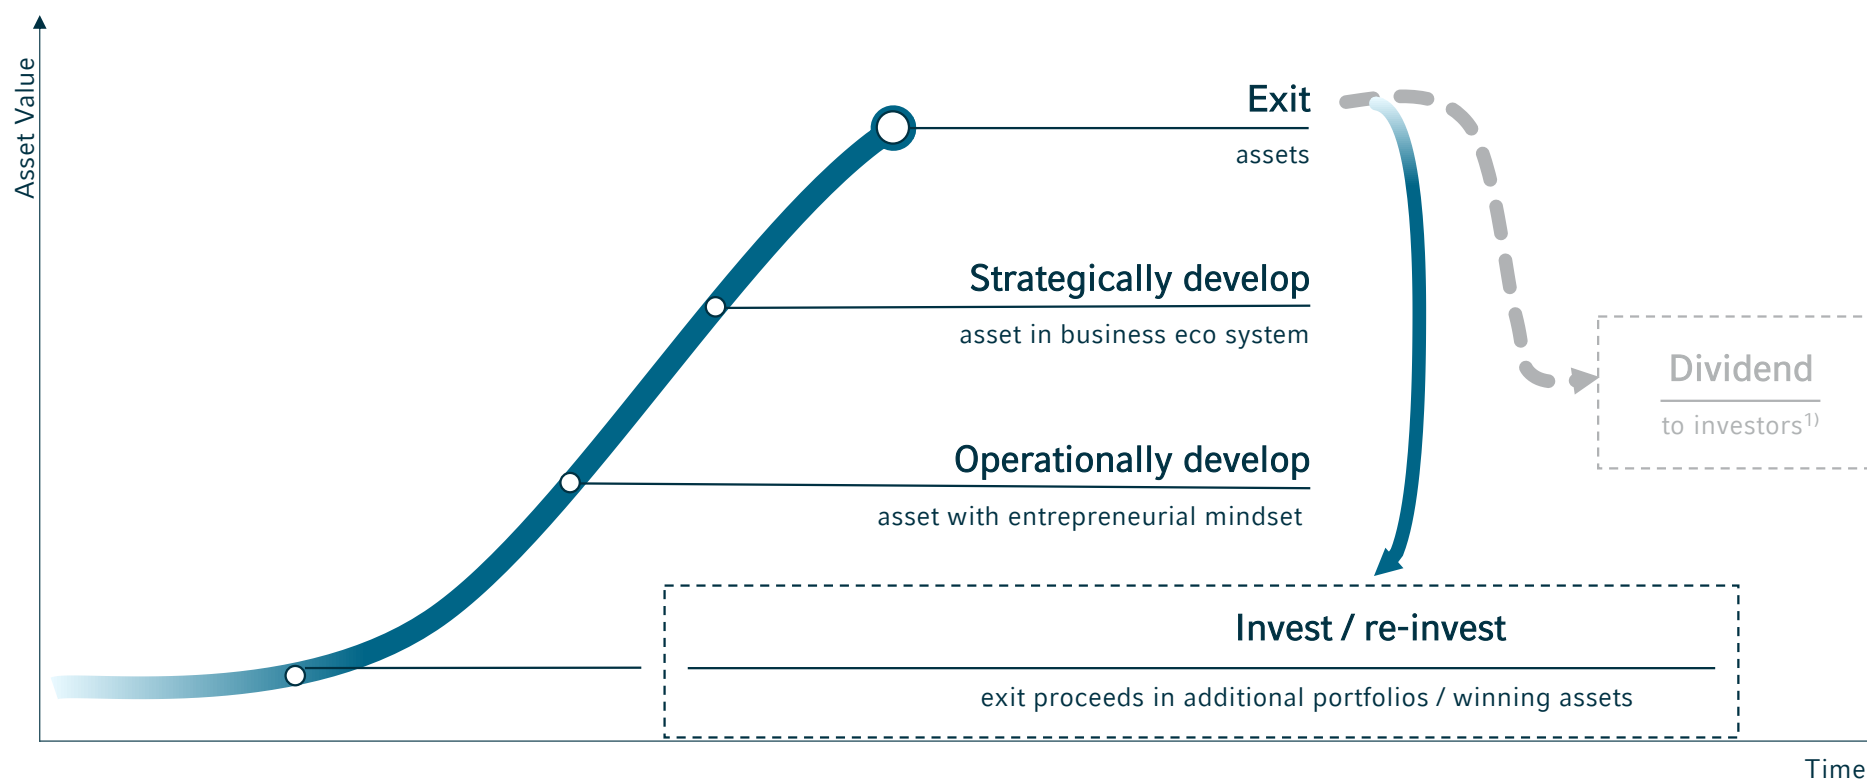 Asset Value
Exit
assets
Strategically develop
asset in business eco system
Dividend
to investors¹⁾
Operationally develop
asset with entrepreneurial mindset
Invest / re-invest
exit proceeds in additional portfolios / winning assets
Time